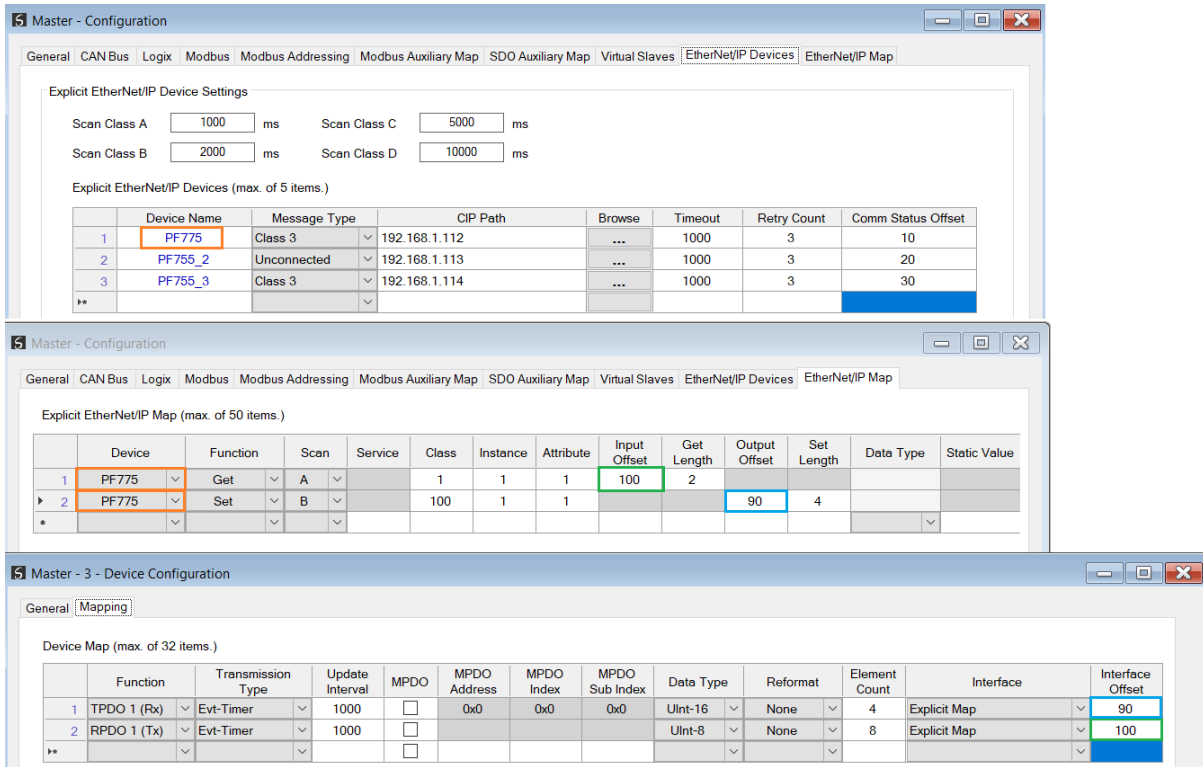 Master - Configuration
General CAN Bus Logix Modbus Modbus Addressing Modbus Auxiliary Map SDO Auxiliary Map Virtual Slaves EtherNet/IP Devices EtherNet/IP Map
Explicit EtherNet/IP Device Settings
Scan Class A 1000 ms Scan Class C 5000 ms
Scan Class B 2000 ms Scan Class D 10000 ms
Explicit EtherNet/IP Devices (max. of 5 items.)
Device Name Message Type CIP Path Browse Timeout Retry Count Comm Status Offset
1 PF775 Class 3 192.168.1.112 ... 1000 3 10
2 PF755_2 Unconnected 192.168.1.113 ... 1000 3 20
3 PF755_3 Class 3 192.168.1.114 ... 1000 3 30
Master - Configuration
General CAN Bus Logix Modbus Modbus Addressing Modbus Auxiliary Map SDO Auxiliary Map Virtual Slaves EtherNet/IP Devices EtherNet/IP Map
Explicit EtherNet/IP Map (max. of 50 items.)
Device Function Scan Service Class Instance Attribute Input Offset Get Length Output Offset Set Length Data Type Static Value
1 PF775 Get A 1 1 1 100 2
2 PF775 Set B 100 1 1 90 4
Master - 3 - Device Configuration
General Mapping
Device Map (max. of 32 items.)
Function Transmission Type Update Interval MPDO MPDO Address MPDO Index MPDO Sub Index Data Type Reformat Element Count Interface Interface Offset
1 TPDO 1 (Rx) Evt-Timer 1000 0x0 0x0 0x0 UInt-16 None 4 Explicit Map 90
2 RPDO 1 (Tx) Evt-Timer 1000 UInt-8 None 8 Explicit Map 100